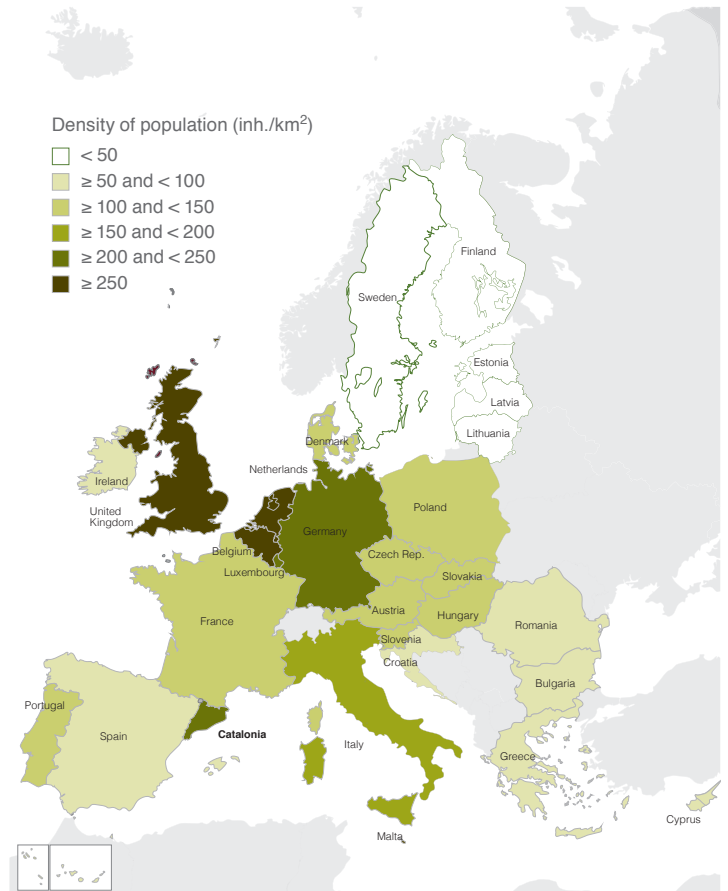 Density of population (inh./km²)
< 50
≥ 50 and < 100
≥ 100 and < 150
≥ 150 and < 200
≥ 200 and < 250
≥ 250
Finland
Sweden
Estonia
Latvia
Lithuania
Denmark
Netherlands
Ireland
United
Kingdom
Poland
Germany
Belgium
Czech Rep.
Luxembourg
Slovakia
Austria
Hungary
France
Romania
Slovenia
Croatia
Bulgaria
Portugal
Spain
Catalonia
Italy
Greece
Cyprus
Malta